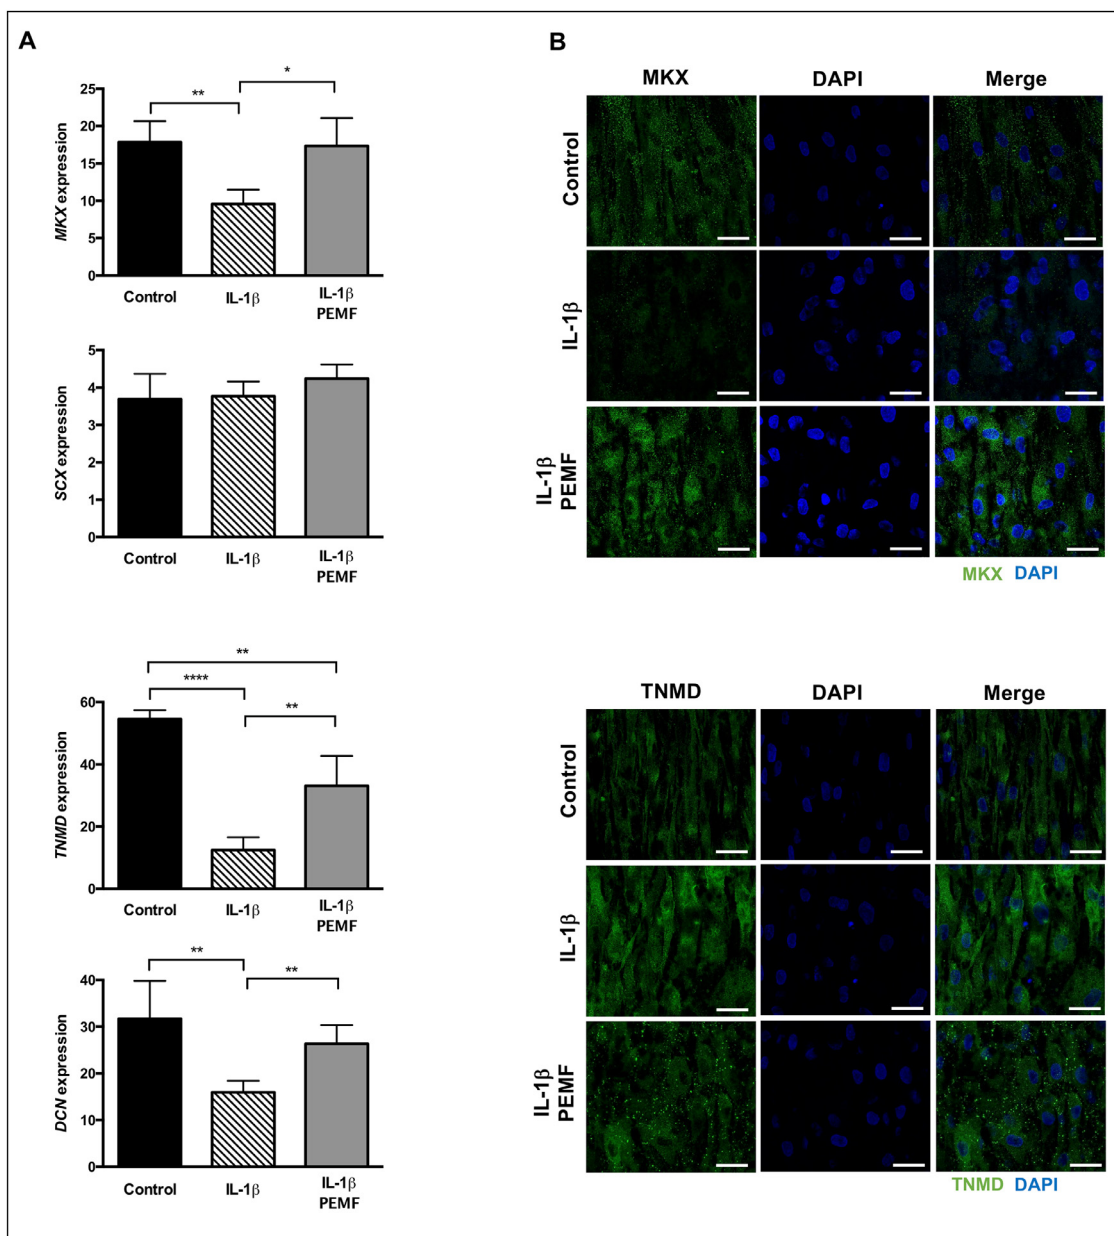 A
* 
**
25
20
15
10
5
0
MKX expression
Control
IL-1β
IL-1β
PEMF
5
4
3
2
1
0
SCX expression
Control
IL-1β
IL-1β
PEMF
**
****
**
60
40
20
0
TNMD expression
Control
IL-1β
IL-1β
PEMF
**
**
40
30
20
10
0
DCN expression
Control
IL-1β
IL-1β
PEMF
B
MKX DAPI Merge
Control
IL-1β
IL-1β
PEMF
MKX DAPI
TNMD DAPI Merge
Control
IL-1β
IL-1β
PEMF
TNMD DAPI